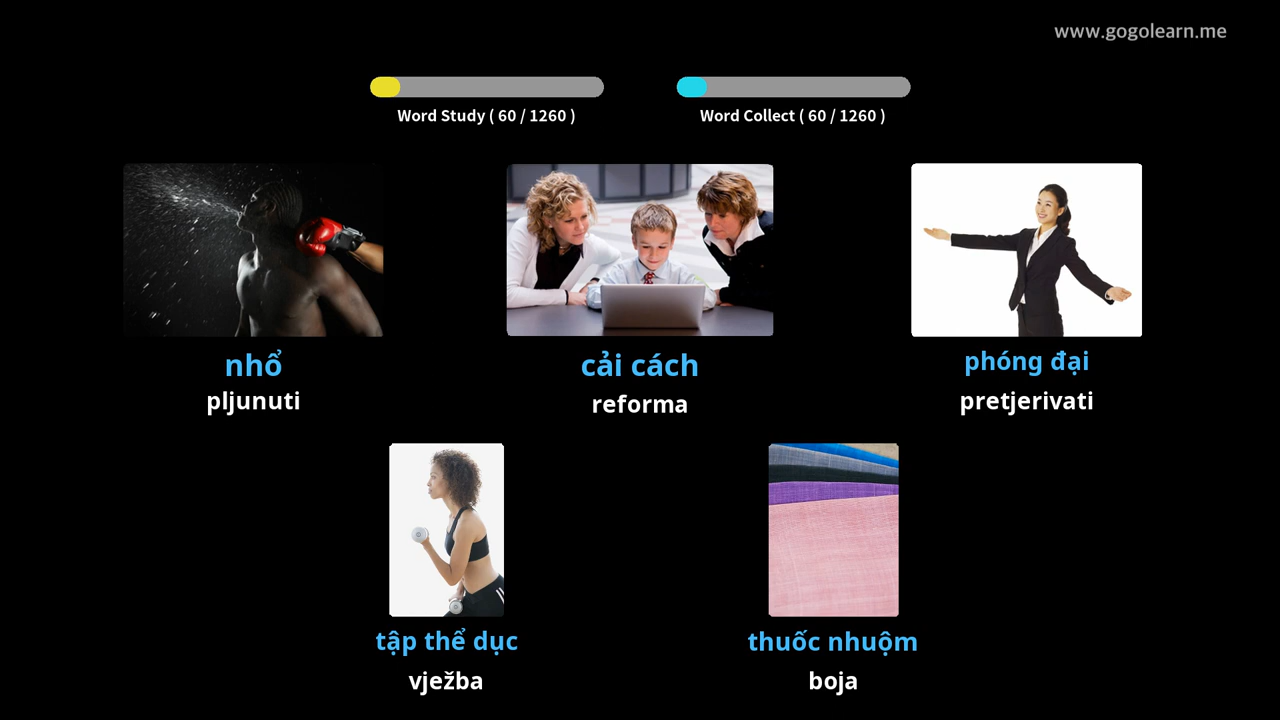 www.gogolearn.me
Word Study ( 60 / 1260 )
Word Collect ( 60 / 1260 )
nhổ
pljunuti
cải cách
reforma
phóng đại
pretjerivati
tập thể dục
vježba
thuốc nhuộm
boja